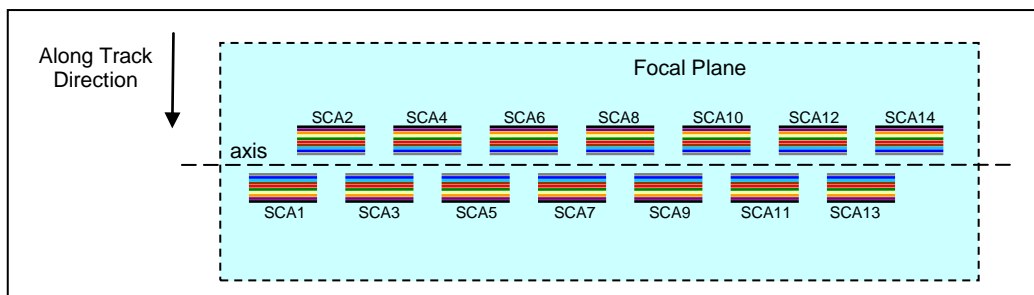 Along Track
Direction
Focal Plane
SCA2 SCA4 SCA6 SCA8 SCA10 SCA12 SCA14
axis
SCA1 SCA3 SCA5 SCA7 SCA9 SCA11 SCA13